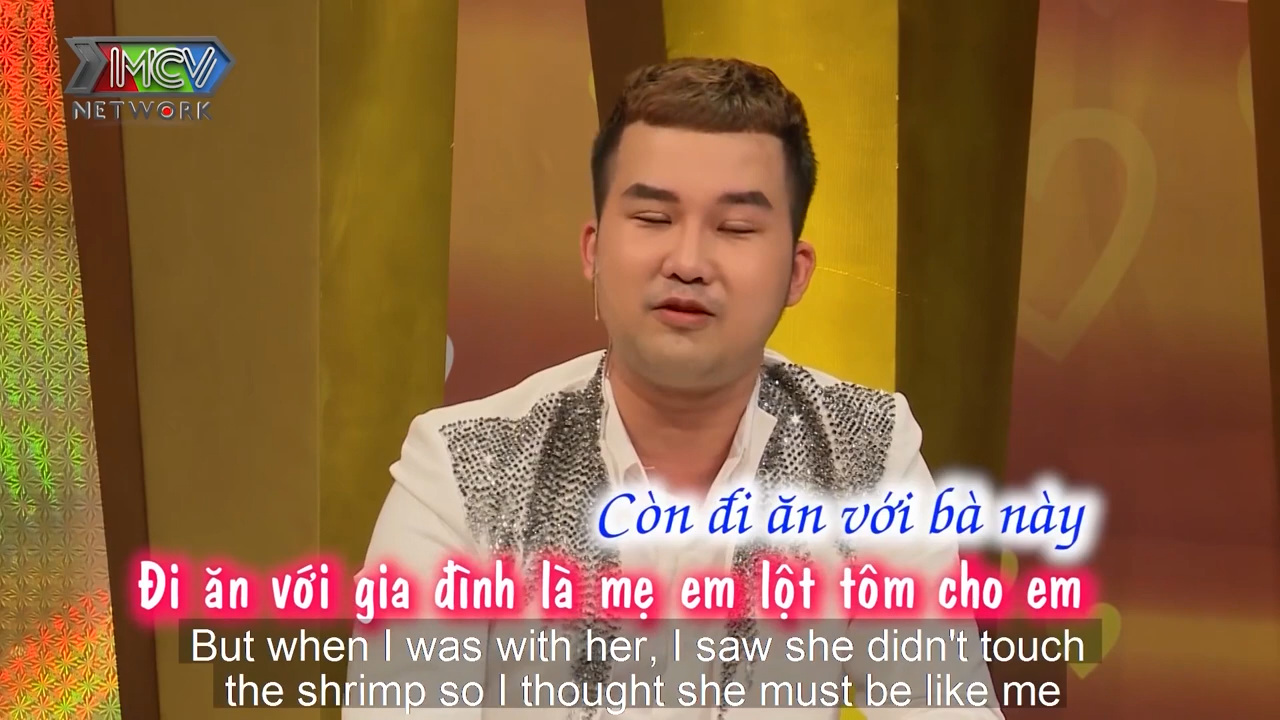 MCV
NETWORK
Còn đi ăn với bà này
Đi ăn với gia đình là mẹ em lột tôm cho em
But when I was with her, I saw she didn't touch
the shrimp so I thought she must be like me